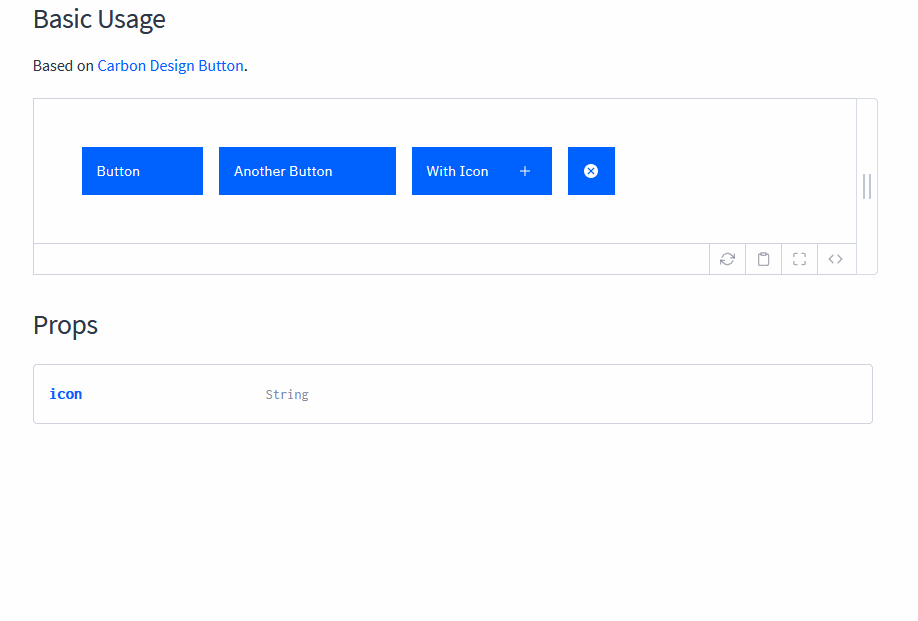 Basic Usage
Based on Carbon Design Button.
Button
Another Button
With Icon
Props
icon String